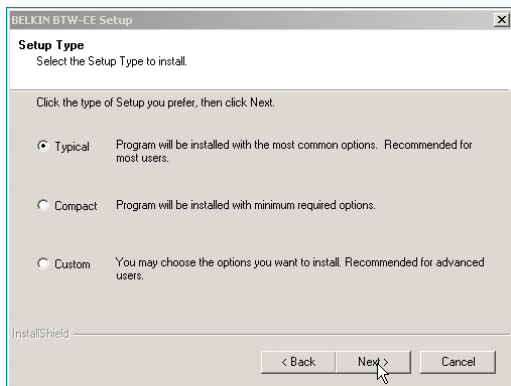 BELKIN BTW-CE Setup
Setup Type
Select the Setup Type to install.
Click the type of Setup you prefer, then click Next.
Typical
Program will be installed with the most common options. Recommended for
most users.
Compact
Program will be installed with minimum required options.
Custom
You may choose the options you want to install. Recommended for advanced
users.
InstallShield
< Back
Next >
Cancel